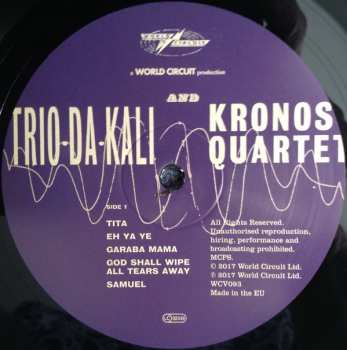 WORLD CIRCUIT
a WORLD CIRCUIT production
TRIO-DA-KALI
AND
KRONOS
QUARTET
SIDE 1
TITA
EH YA YE
GARABA MAMA
GOD SHALL WIPE
ALL TEARS AWAY
SAMUEL
All Rights Reserved.
Unauthorised reproduction,
hiring, performance and
broadcasting prohibited.
MCPS.
© 2017 World Circuit Ltd.
℗ 2017 World Circuit Ltd.
WCV093
Made in the EU